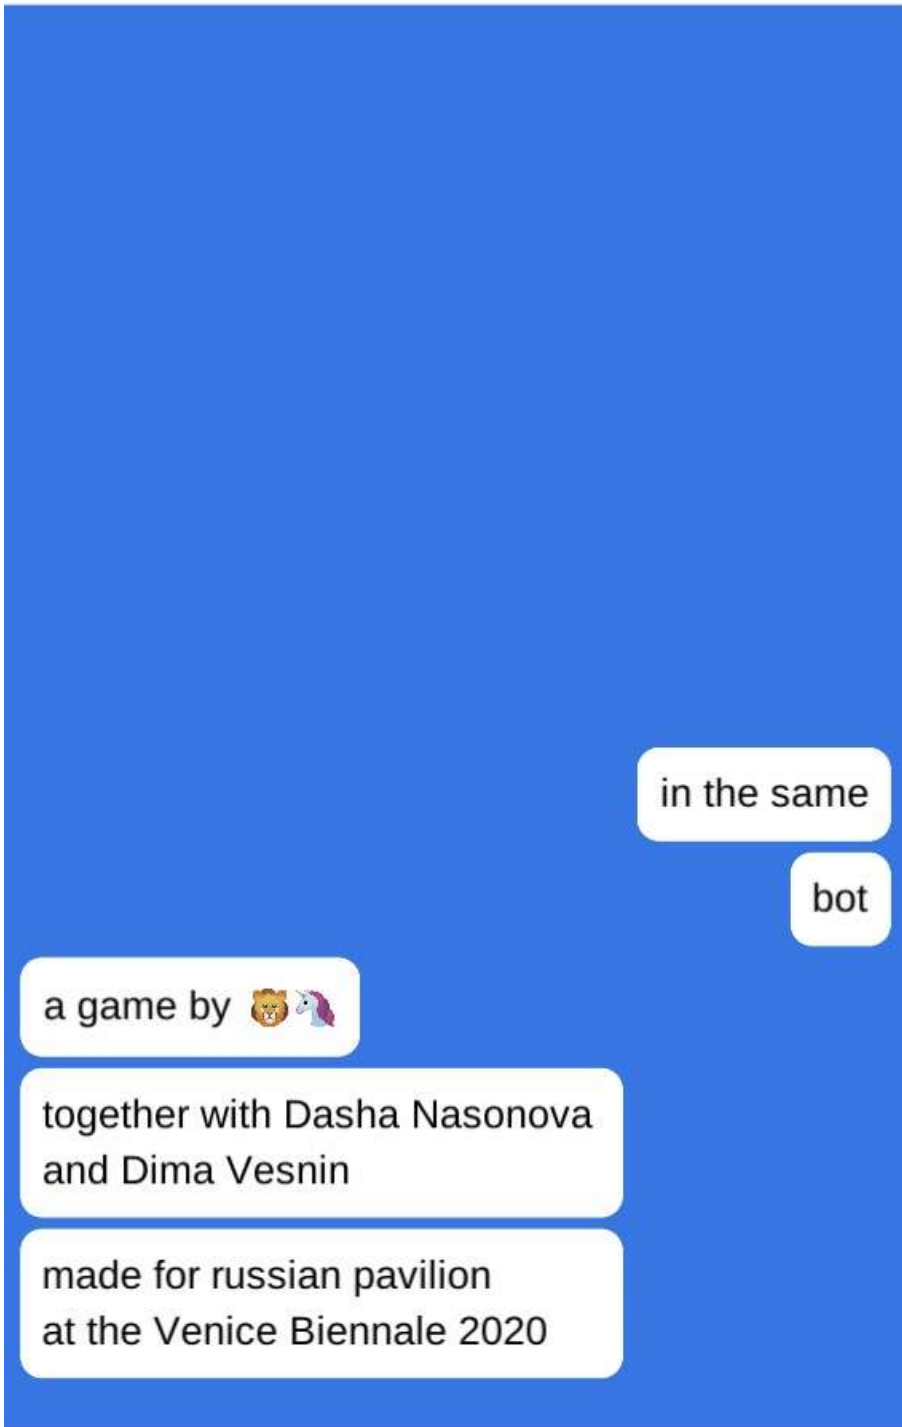 in the same
bot
a game by 🦁🦄
together with Dasha Nasonova
and Dima Vesnin
made for russian pavilion
at the Venice Biennale 2020